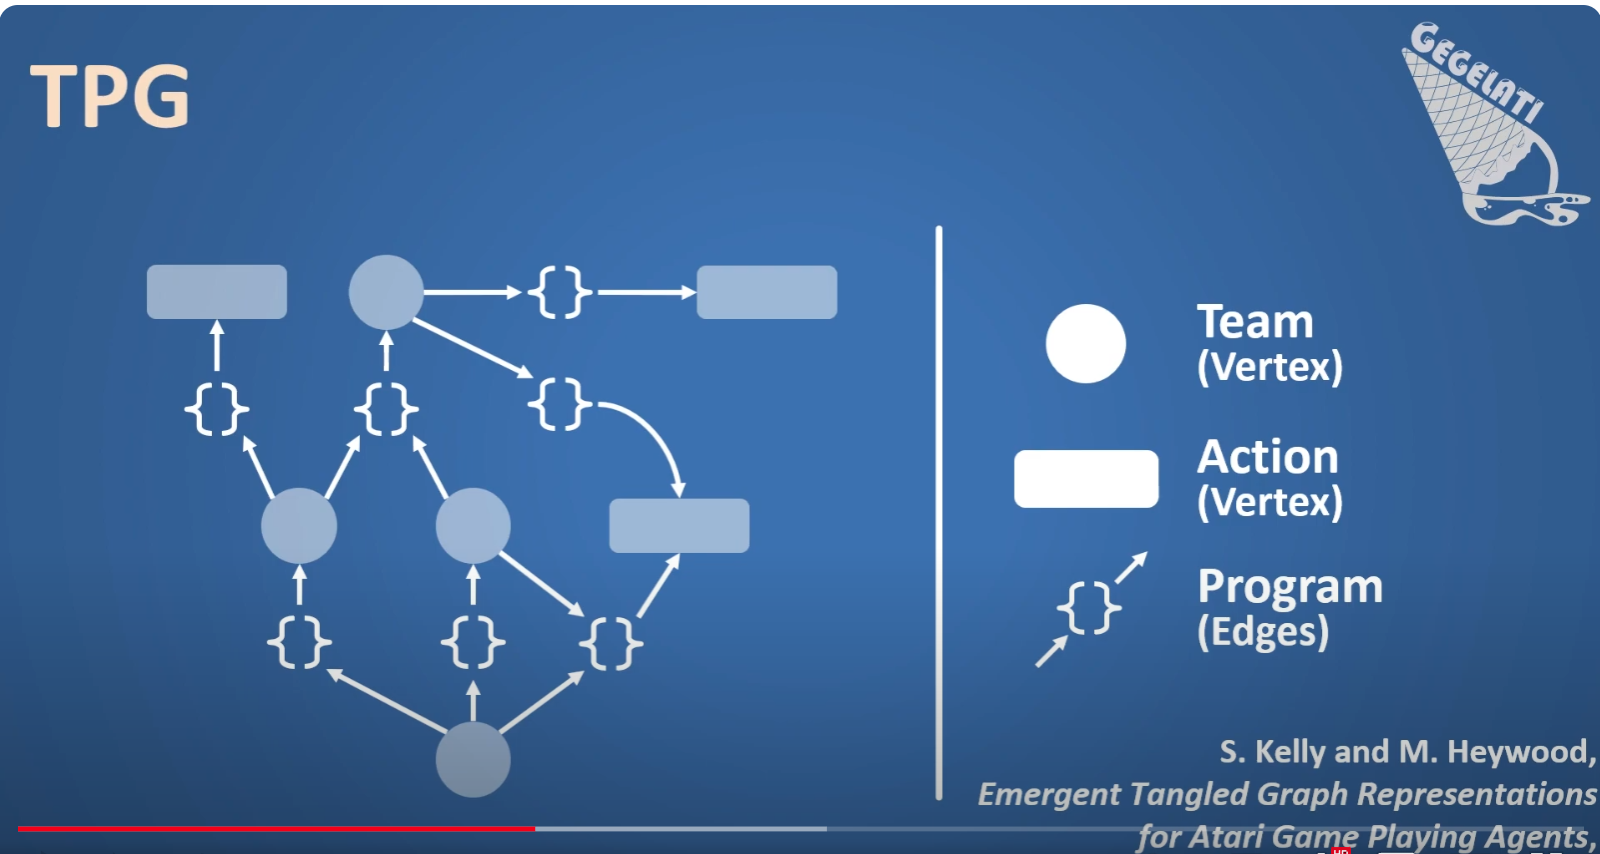 TPG
GEGELATI
{ }
{ }
{ }
{ }
{ }
{ }
{ }
Team
(Vertex)
Action
(Vertex)
{ }
Program
(Edges)
S. Kelly and M. Heywood,
Emergent Tangled Graph Representations
for Atari Game Playing Agents,
HD